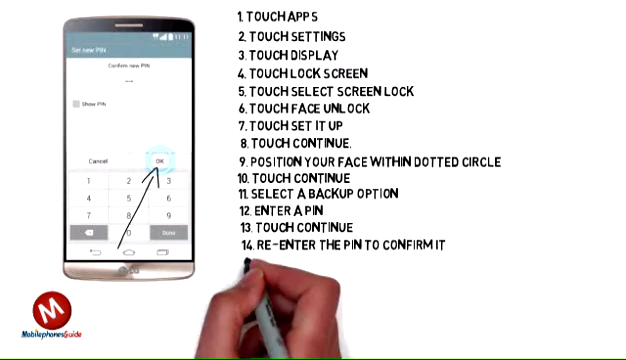 11:11
Set new PIN
Confirm new PIN
Show PIN
Cancel OK
1 2 3
4 5 6
7 8 9
0 Done
LG
M
MobilephonesGuide
1. TOUCH APPS
2. TOUCH SETTINGS
3. TOUCH DISPLAY
4. TOUCH LOCK SCREEN
5. TOUCH SELECT SCREEN LOCK
6. TOUCH FACE UNLOCK
7. TOUCH SET IT UP
8. TOUCH CONTINUE.
9. POSITION YOUR FACE WITHIN DOTTED CIRCLE
10. TOUCH CONTINUE
11. SELECT A BACKUP OPTION
12. ENTER A PIN
13. TOUCH CONTINUE
14. RE-ENTER THE PIN TO CONFIRM IT